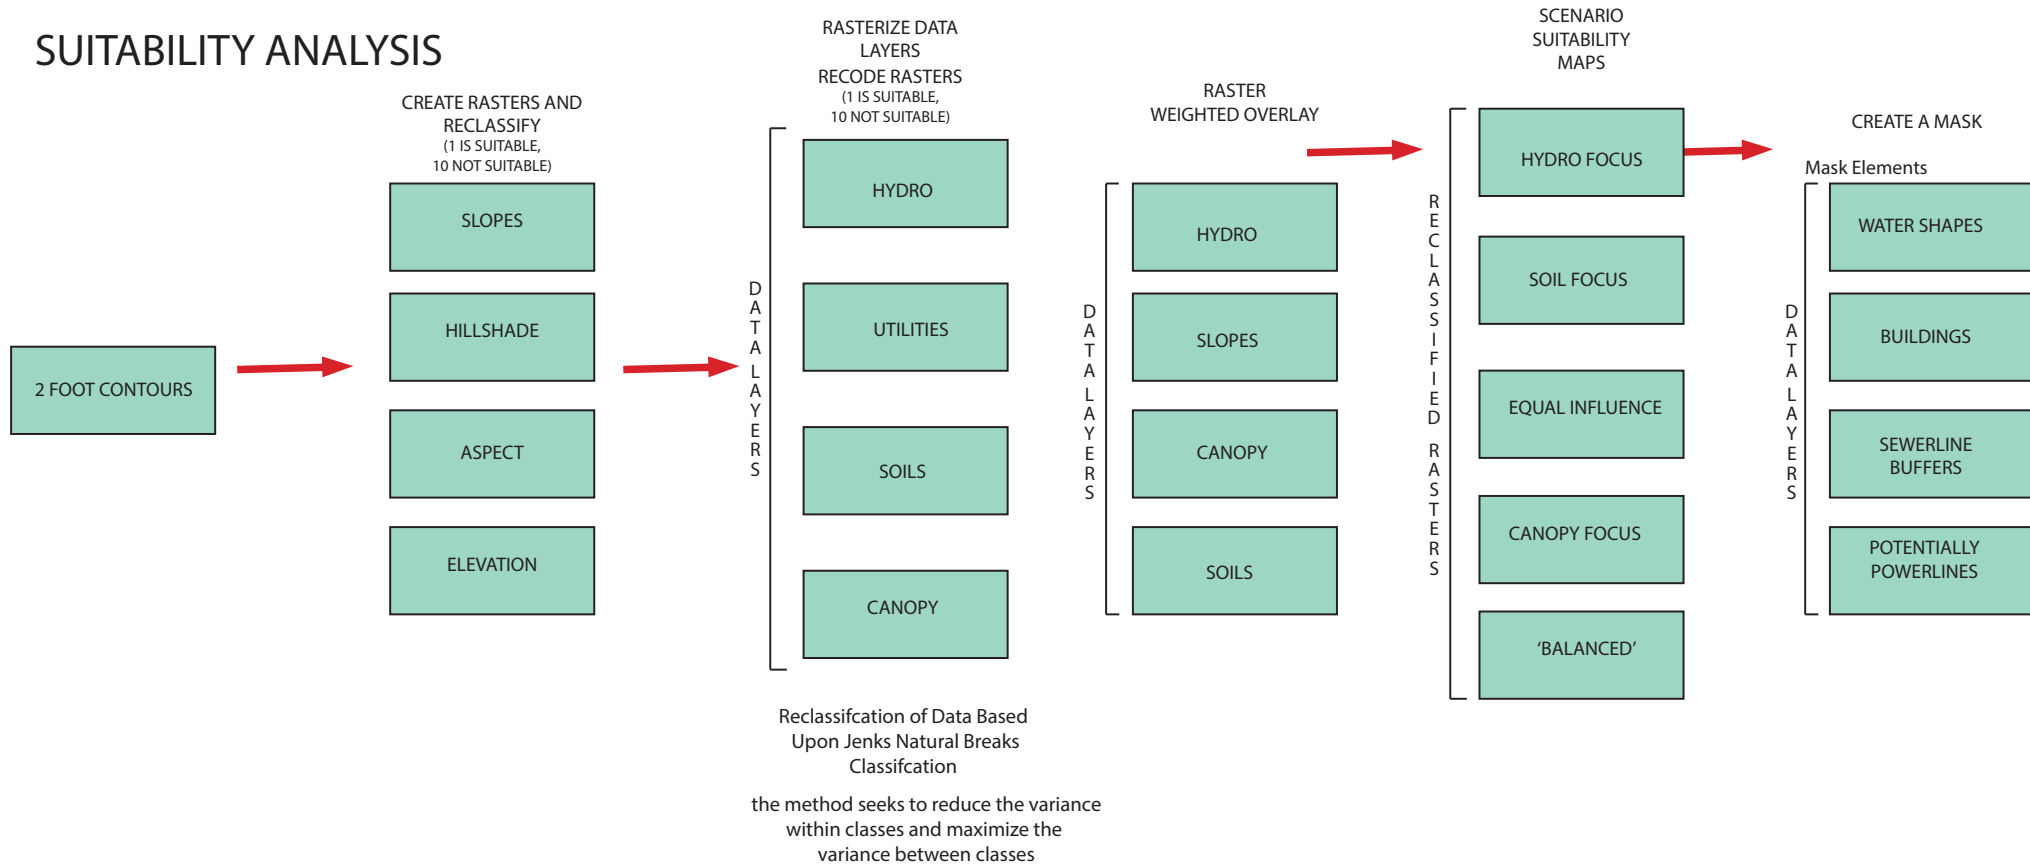 SUITABILITY ANALYSIS
2 FOOT CONTOURS
CREATE RASTERS AND
RECLASSIFY
(1 IS SUITABLE,
10 NOT SUITABLE)
SLOPES
HILLSHADE
ASPECT
ELEVATION
RASTERIZE DATA
LAYERS
RECODE RASTERS
(1 IS SUITABLE,
10 NOT SUITABLE)
DATA LAYERS
HYDRO
UTILITIES
SOILS
CANOPY
Reclassifcation of Data Based
Upon Jenks Natural Breaks
Classifcation
the method seeks to reduce the variance
within classes and maximize the
variance between classes
RASTER
WEIGHTED OVERLAY
DATA LAYERS
HYDRO
SLOPES
CANOPY
SOILS
SCENARIO
SUITABILITY
MAPS
RECLASSIFIED RASTERS
HYDRO FOCUS
SOIL FOCUS
EQUAL INFLUENCE
CANOPY FOCUS
‘BALANCED’
CREATE A MASK
Mask Elements
DATA LAYERS
WATER SHAPES
BUILDINGS
SEWERLINE
BUFFERS
POTENTIALLY
POWERLINES